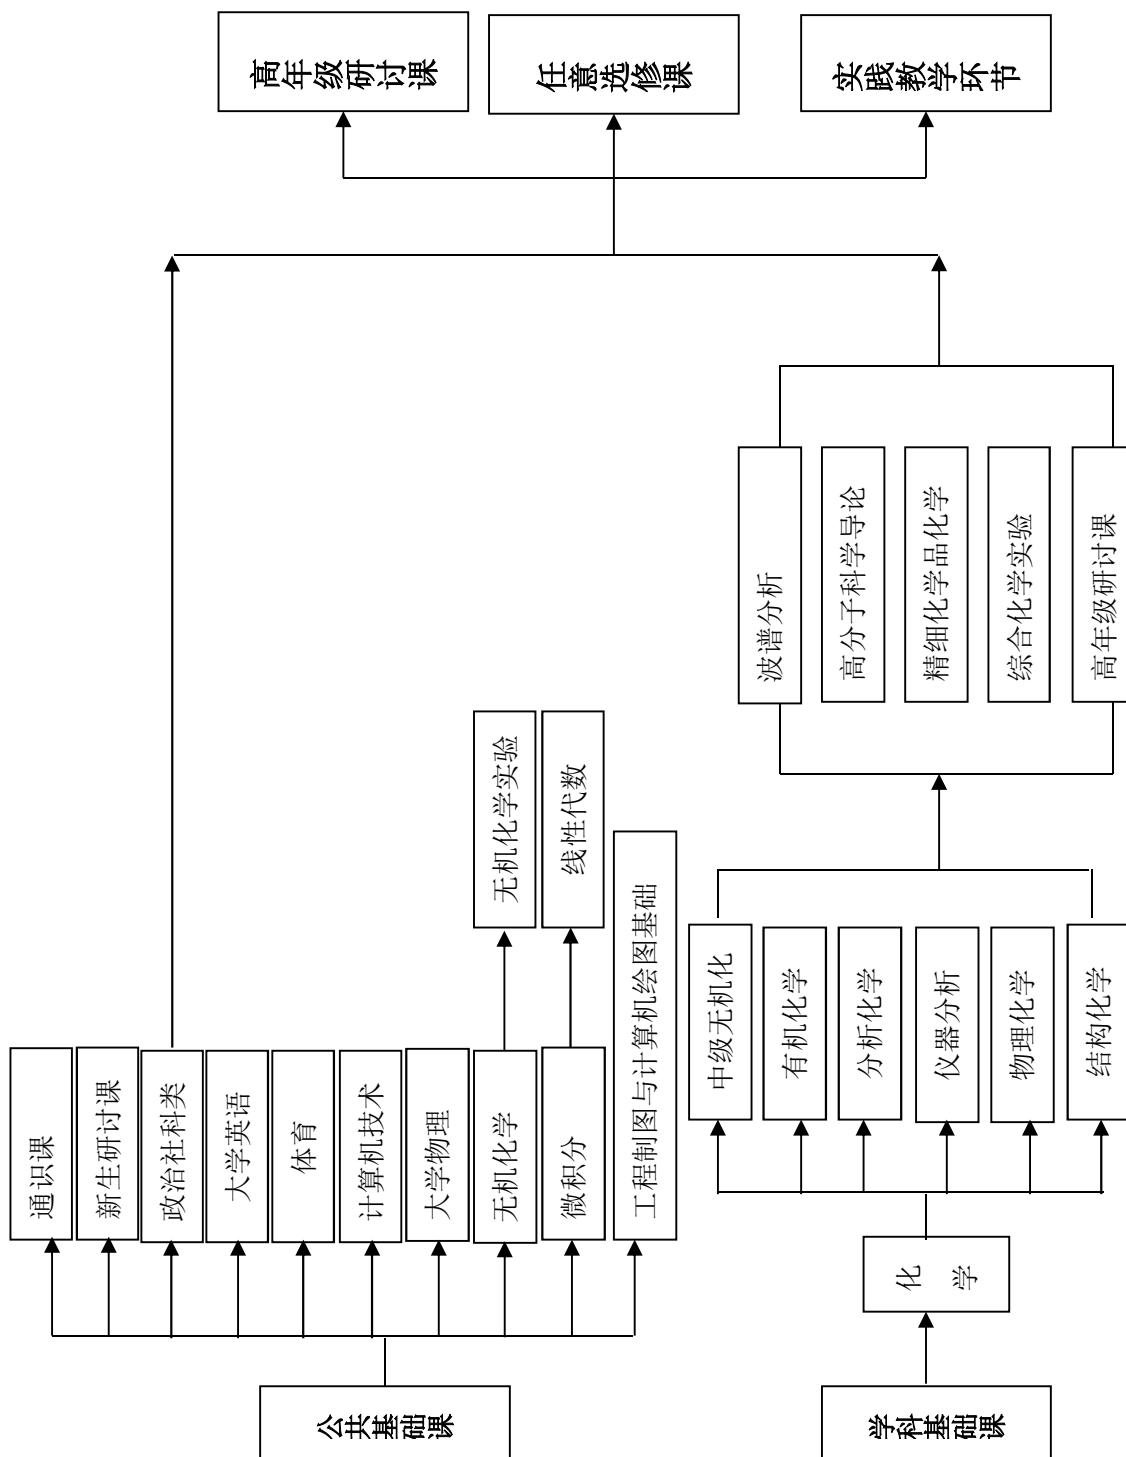 高年级研讨课
任意选修课
实践教学环节
波谱分析
高分子科学导论
精细化学品化学
综合化学实验
高年级研讨课
无机化学实验
线性代数
工程制图与计算机绘图基础
中级无机化
有机化学
分析化学
仪器分析
物理化学
结构化学
通识课
新生研讨课
政治社科类
大学英语
体育
计算机技术
大学物理
无机化学
微积分
化学
公共基础课
学科基础课